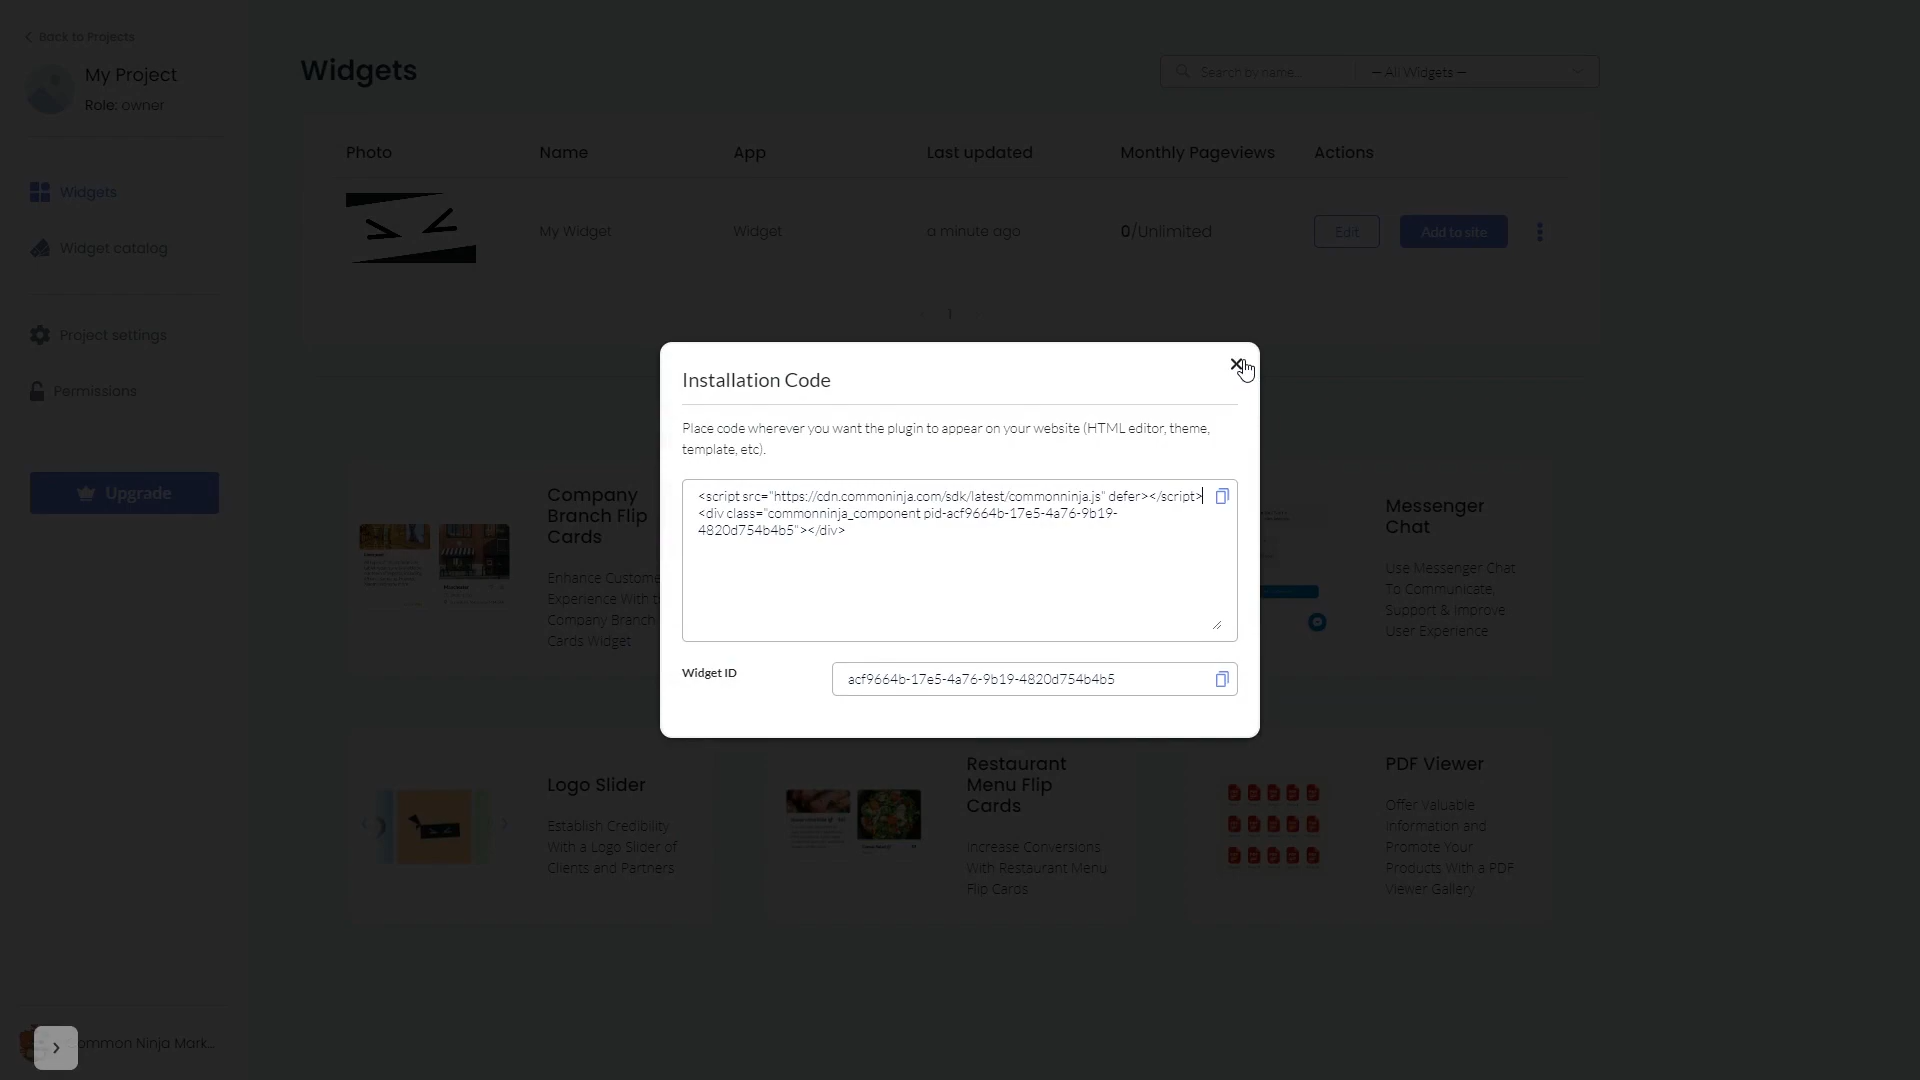 Back to Projects
My Project
Role: owner
Widgets
Widget catalog
Project settings
Permissions
Upgrade
Common Ninja Mark...
Widgets
Search by name...
— All Widgets —
Photo
Name
App
Last updated
Monthly Pageviews
Actions
My Widget
Widget
a minute ago
0/Unlimited
Edit
Add to site
1
Installation Code
Place code wherever you want the plugin to appear on your website (HTML editor, theme,
template, etc).
<script src="https://cdn.commoninja.com/sdk/latest/commonninja.js" defer></script>
<div class="commonninja_component pid-acf9664b-17e5-4a76-9b19-
4820d754b4b5"></div>
Widget ID
acf9664b-17e5-4a76-9b19-4820d754b4b5
Company
Branch Flip
Cards
Enhance Custome
Experience With
Company Branch
Cards Widget
Messenger
Chat
Use Messenger Chat
To Communicate,
Support & Improve
User Experience
Logo Slider
Establish Credibility
With a Logo Slider of
Clients and Partners
Restaurant
Menu Flip
Cards
Increase Conversions
With Restaurant Menu
Flip Cards
PDF Viewer
Offer Valuable
Information and
Promote Your
Products With a PDF
Viewer Gallery